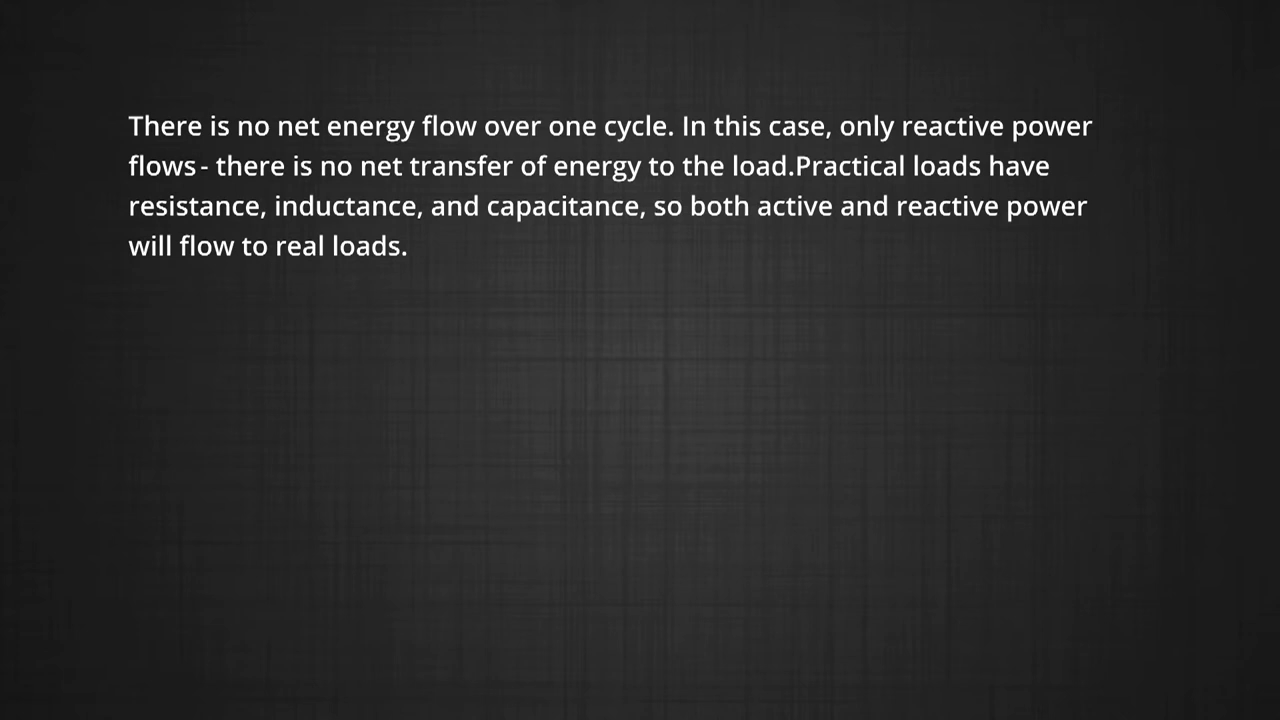 There is no net energy flow over one cycle. In this case, only reactive power
flows - there is no net transfer of energy to the load.Practical loads have
resistance, inductance, and capacitance, so both active and reactive power
will flow to real loads.